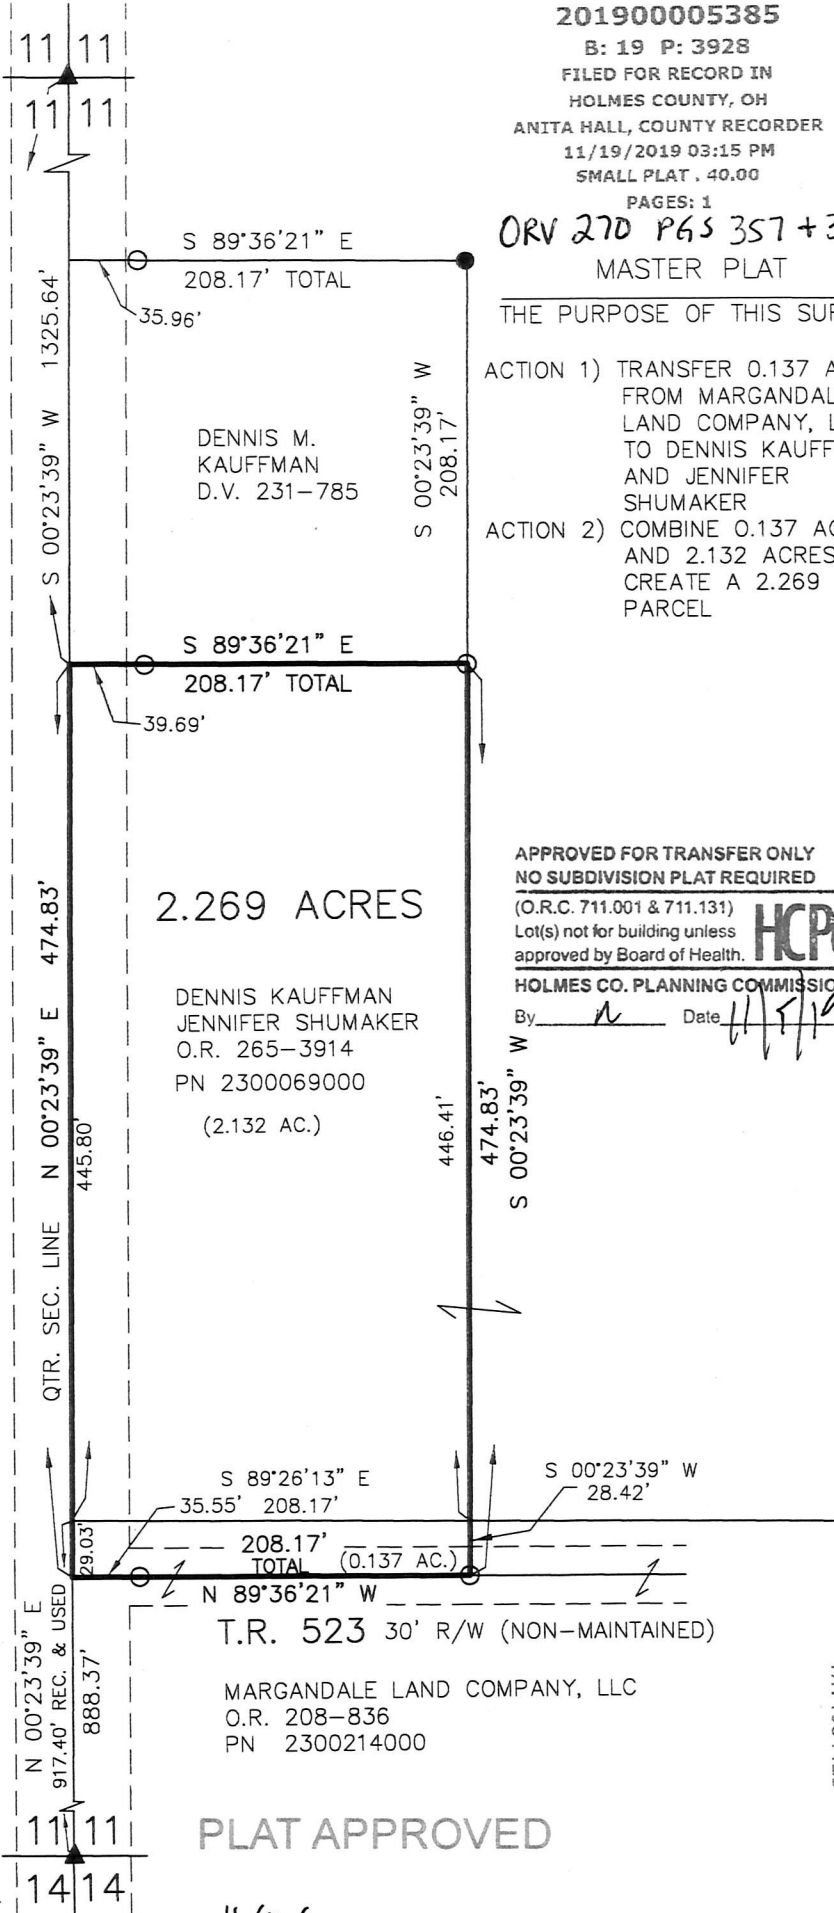 201900005385
B: 19 P: 3928
FILED FOR RECORD IN
HOLMES COUNTY, OH
ANITA HALL, COUNTY RECORDER
11/19/2019 03:15 PM
SMALL PLAT . 40.00
PAGES: 1
ORV 270 PGS 357 +
MASTER PLAT
THE PURPOSE OF THIS
ACTION 1) TRANSFER 0.137
FROM MARGANDAL
LAND COMPANY,
TO DENNIS KAUFF
AND JENNIFER
SHUMAKER
ACTION 2) COMBINE 0.137
AND 2.132 ACRES
CREATE A 2.269
PARCEL
11 11
11 11
S 89°36'21" E
208.17' TOTAL
35.96'
S 00°23'39" W 1325.64'
DENNIS M.
KAUFFMAN
D.V. 231-785
S 00°23'39" W
208.17'
S 89°36'21" E
208.17' TOTAL
39.69'
APPROVED FOR TRANSFER ONLY
NO SUBDIVISION PLAT REQUIRED
(O.R.C. 711.001 & 711.131)
Lot(s) not for building unless
approved by Board of Health.
HCP
HOLMES CO. PLANNING COMMISSIO
By Date 11/5/19
2.269 ACRES
DENNIS KAUFFMAN
JENNIFER SHUMAKER
O.R. 265-3914
PN 2300069000
(2.132 AC.)
QTR. SEC. LINE N 00°23'39" E 474.83'
445.80'
446.41'
474.83'
S 00°23'39" W
S 89°26'13" E
35.55' 208.17'
S 00°23'39" W
28.42'
29.03'
208.17'
TOTAL (0.137 AC.)
N 89°36'21" W
T.R. 523 30' R/W (NON-MAINTAINED)
N 00°23'39" E
917.40' REC. & USED
888.37'
MARGANDALE LAND COMPANY, LLC
O.R. 208-836
PN 2300214000
PLAT APPROVED
11 11
14 14